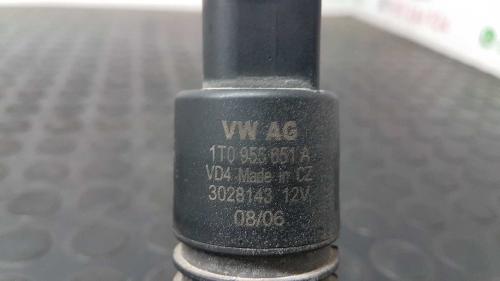 VW AG
1T0 955 651 A
VD4 Made in CZ
3028143 12V
08/06